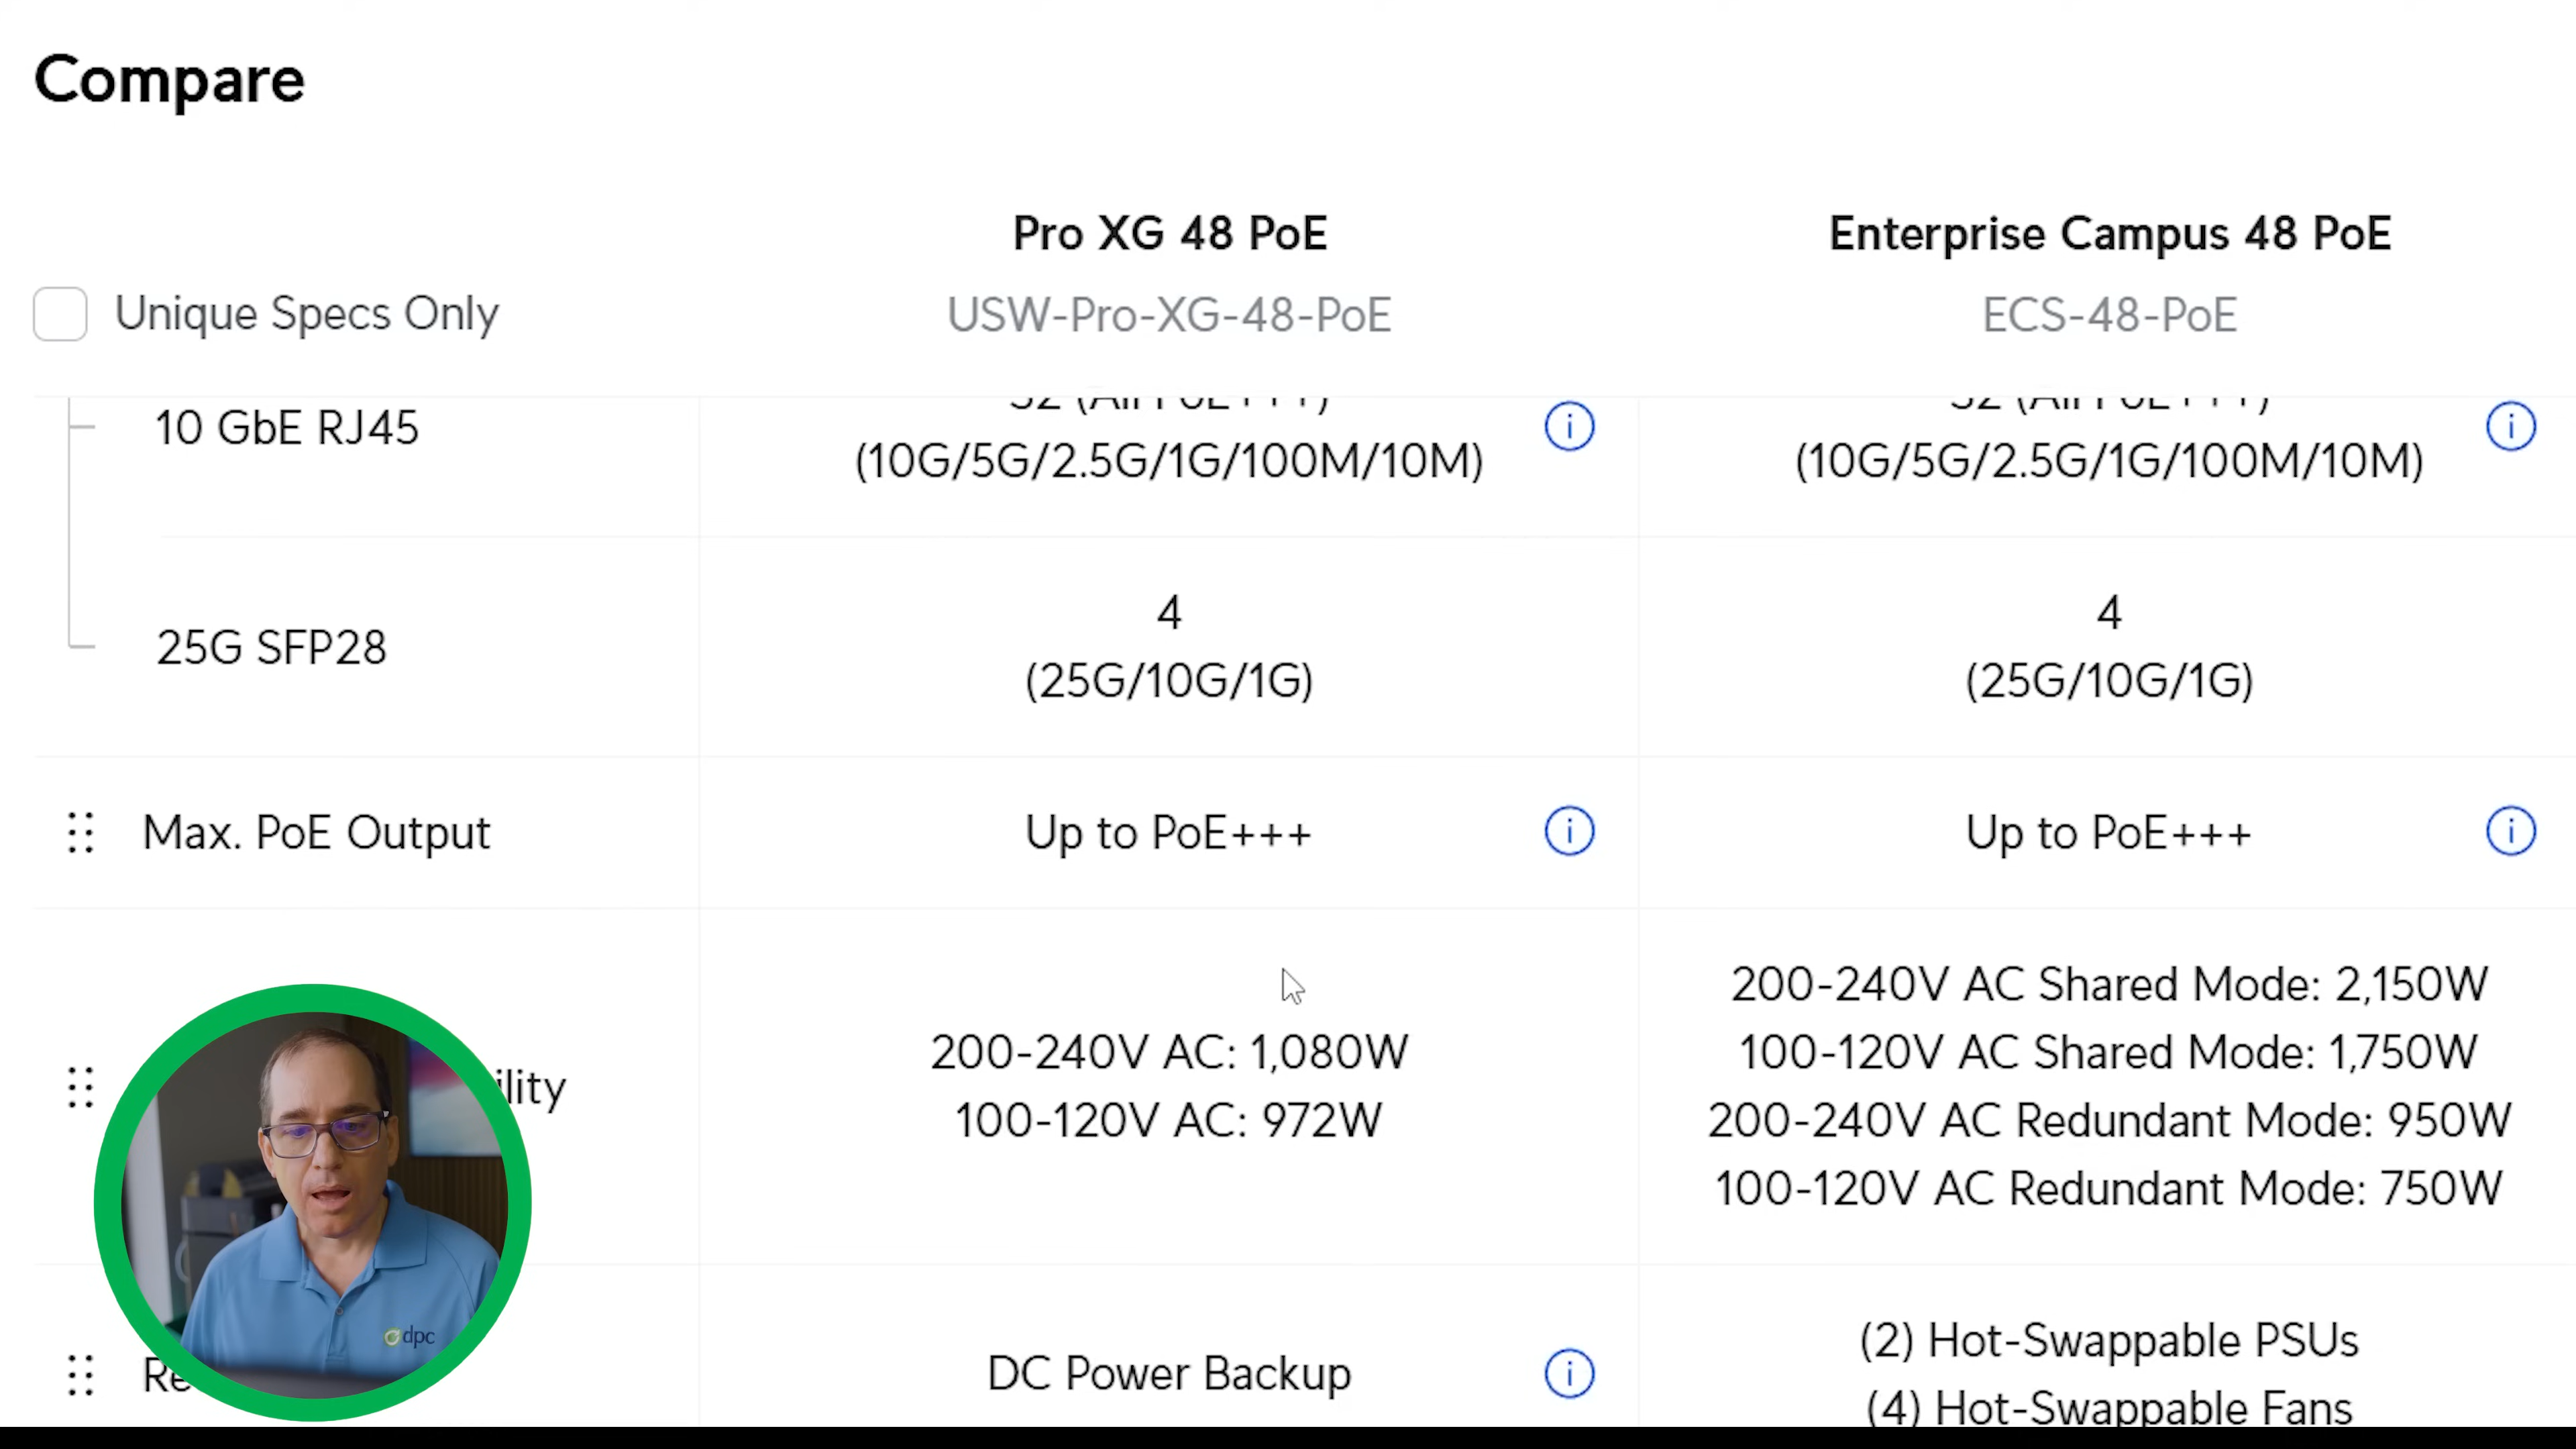 Compare
Pro XG 48 PoE
Enterprise Campus 48 PoE
Unique Specs Only
USW-Pro-XG-48-PoE
ECS-48-PoE
10 GbE RJ45
(10G/5G/2.5G/1G/100M/10M)
(10G/5G/2.5G/1G/100M/10M)
25G SFP28
4
(25G/10G/1G)
4
(25G/10G/1G)
Max. PoE Output
Up to PoE+++
Up to PoE+++
200-240V AC: 1,080W
100-120V AC: 972W
200-240V AC Shared Mode: 2,150W
100-120V AC Shared Mode: 1,750W
200-240V AC Redundant Mode: 950W
100-120V AC Redundant Mode: 750W
DC Power Backup
(2) Hot-Swappable PSUs
(4) Hot-Swappable Fans
dpc